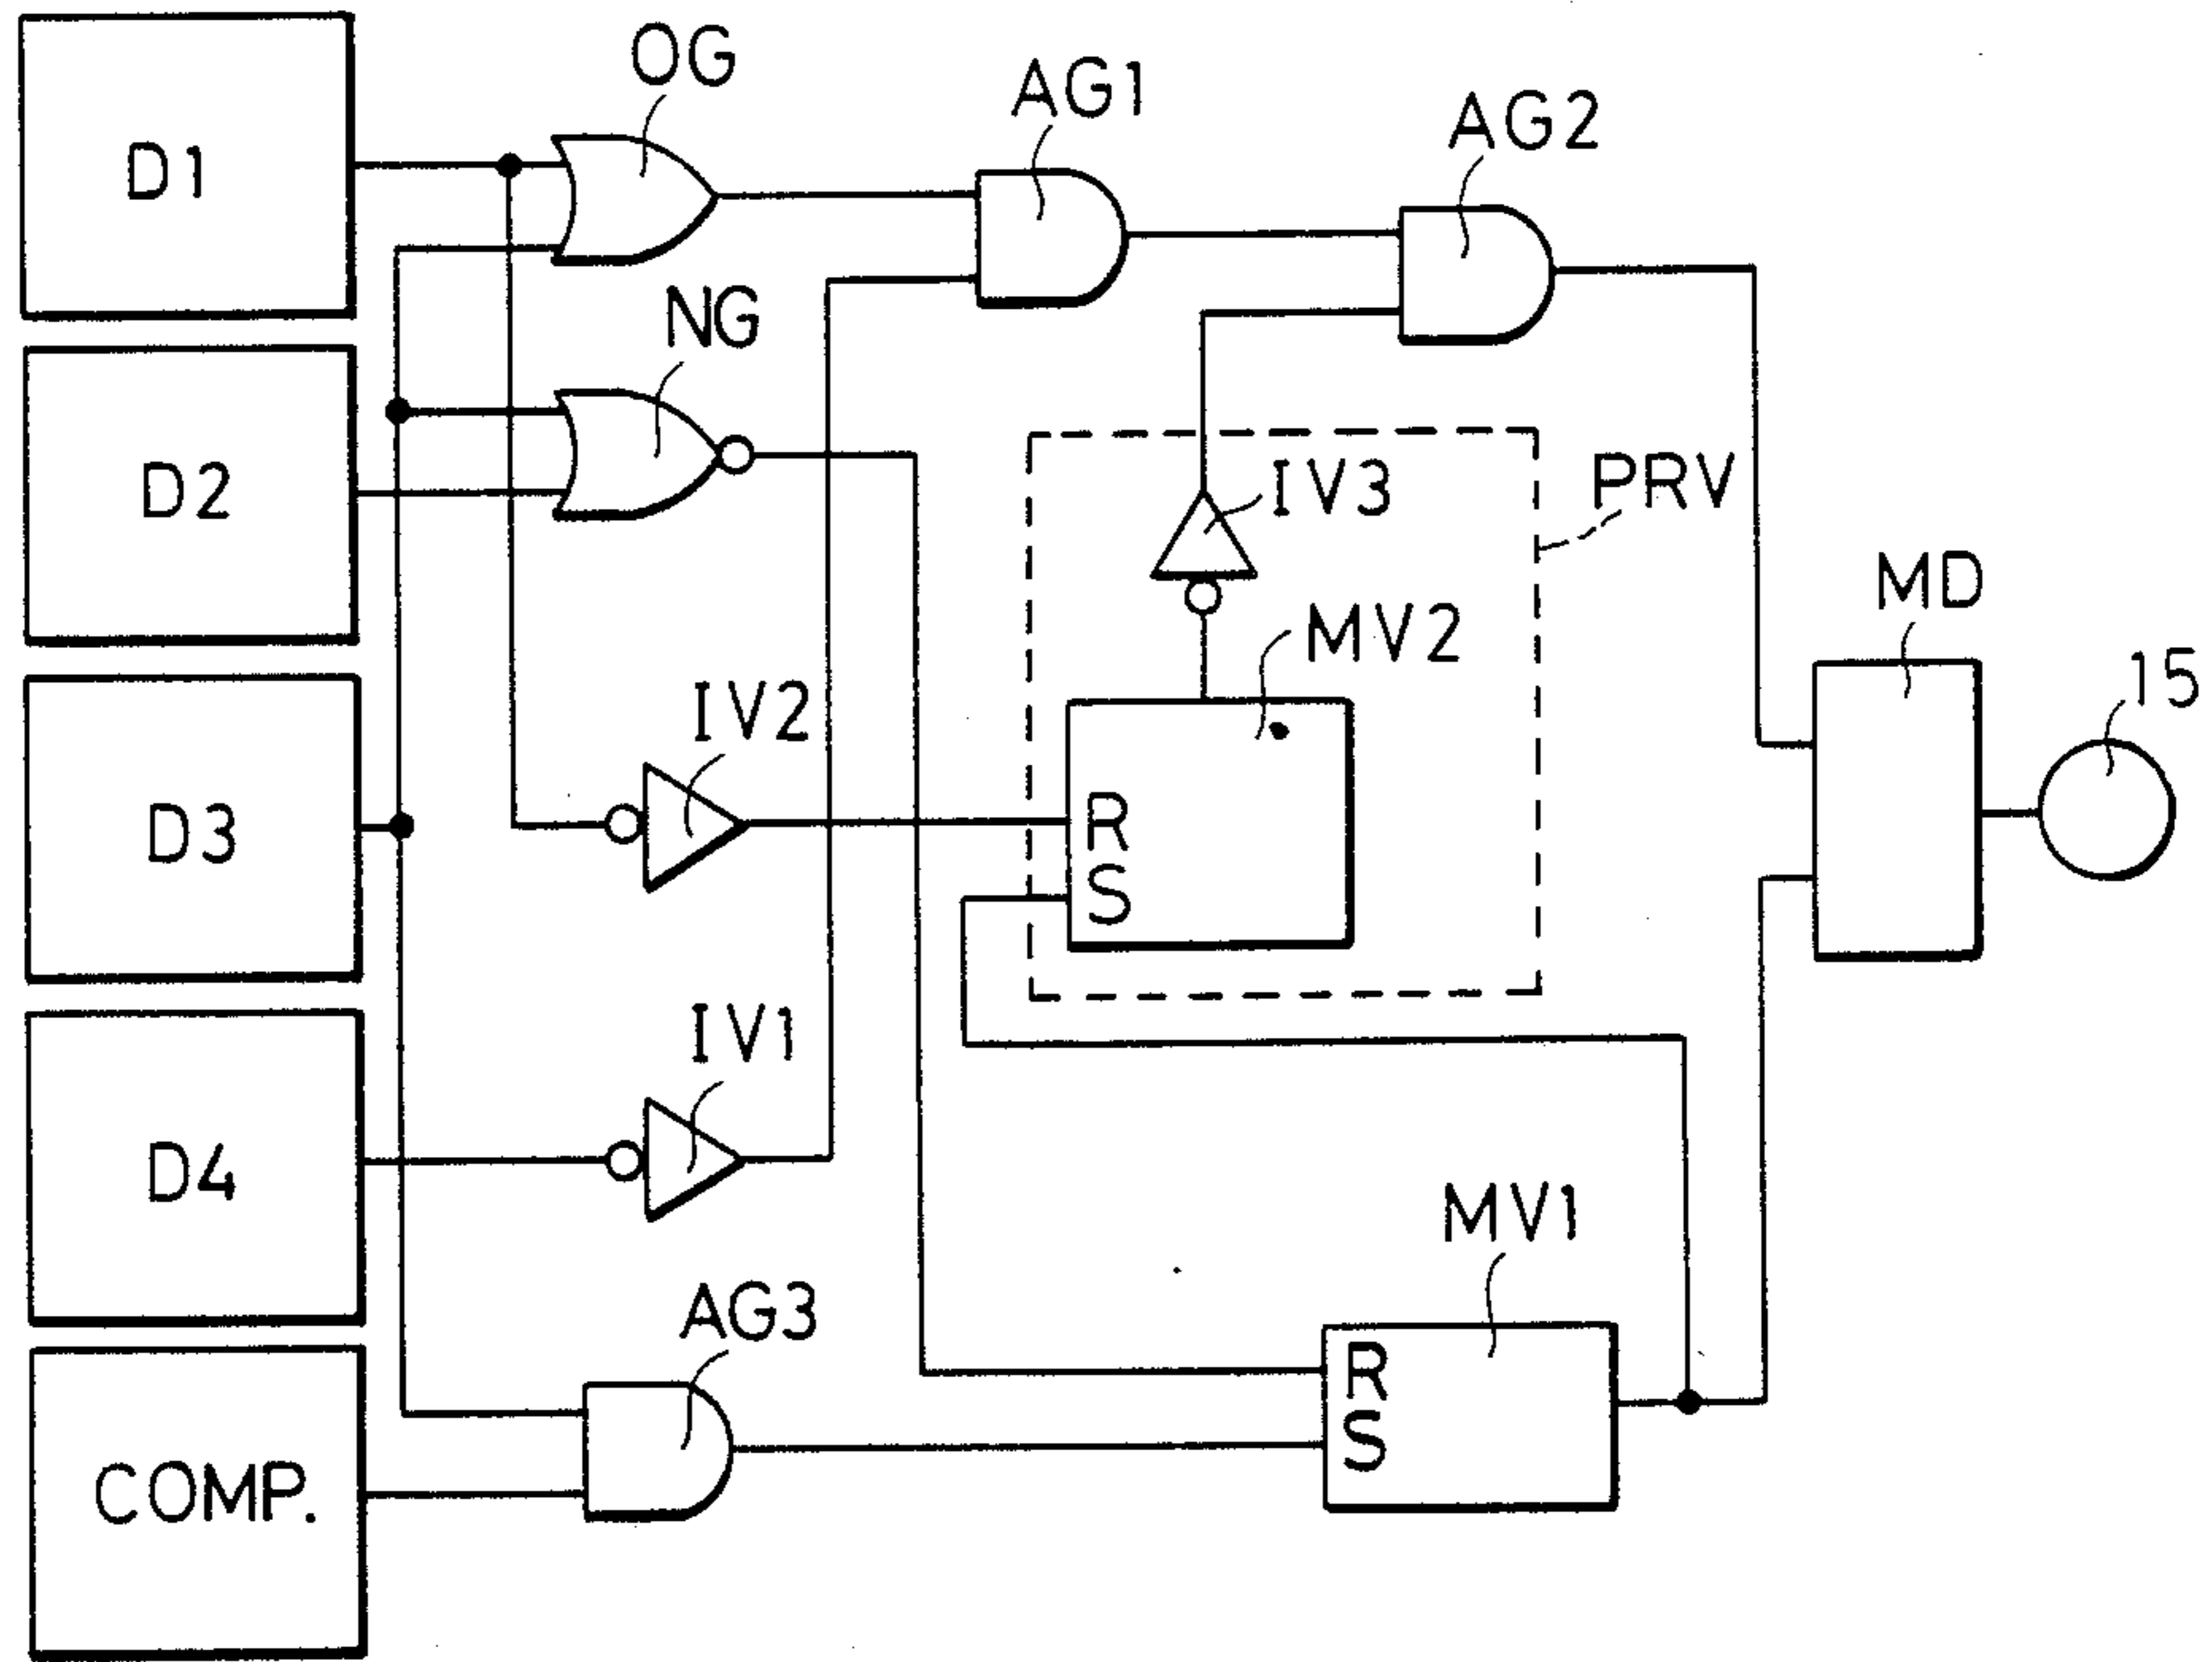 D1
D2
D3
D4
COMP.
OG
NG
IV2
IV1
AG3
AG1
AG2
IV3
PRV
MV2
R
S
MD
15
MV1
R
S